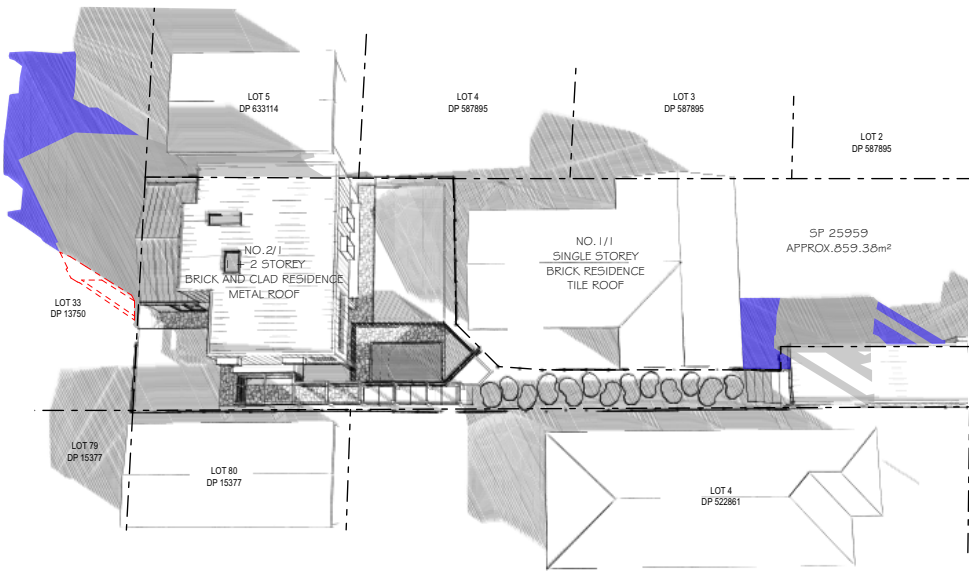 LOT 5
DP 633114
LOT 4
DP 587895
LOT 3
DP 587895
LOT 2
DP 587895
SP 25959
APPROX.859.38m²
NO.2/1
2 STOREY
BRICK AND CLAD RESIDENCE
METAL ROOF
NO.1/1
SINGLE STOREY
BRICK RESIDENCE
TILE ROOF
LOT 33
DP 13750
LOT 79
DP 15377
LOT 80
DP 15377
LOT 4
DP 522861